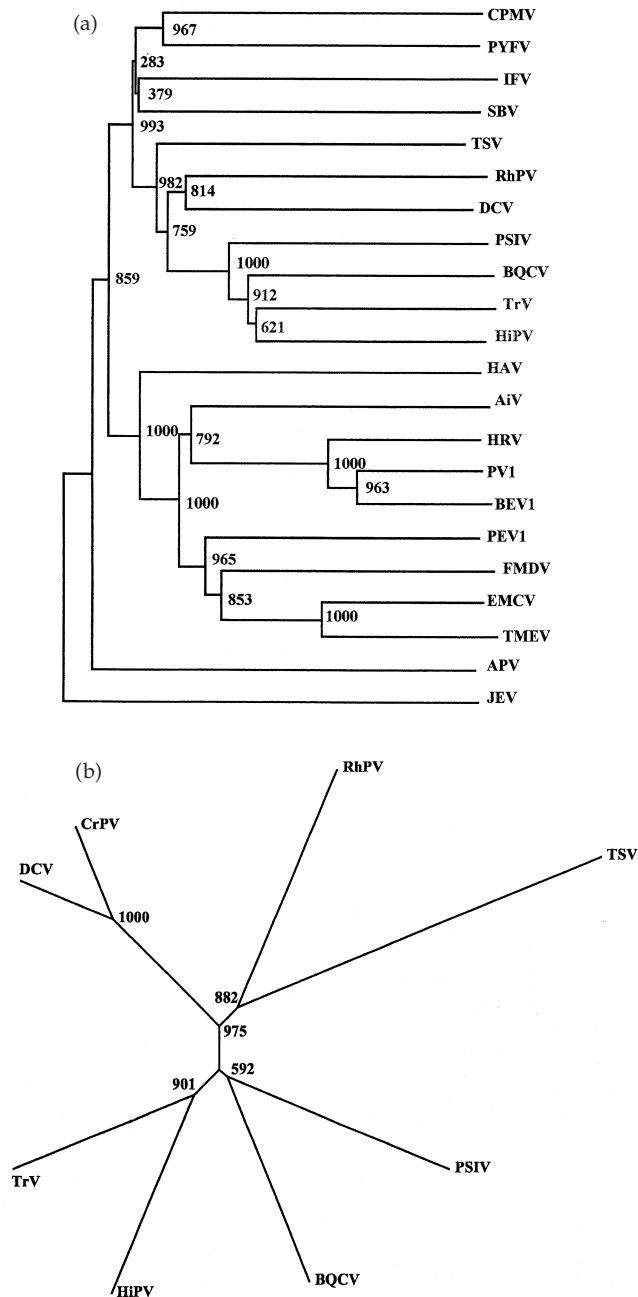 (a)
CPMV
967
PYFV
283
IFV
379
SBV
993
TSV
982
RhPV
814
DCV
759
PSIV
1000
BQCV
859
912
TrV
621
HiPV
HAV
AiV
1000
792
HRV
1000
PV1
963
BEV1
1000
PEV1
965
FMDV
853
EMCV
1000
TMEV
APV
JEV
(b)
RhPV
CrPV
TSV
DCV
1000
882
975
592
901
PSIV
TrV
BQCV
HiPV